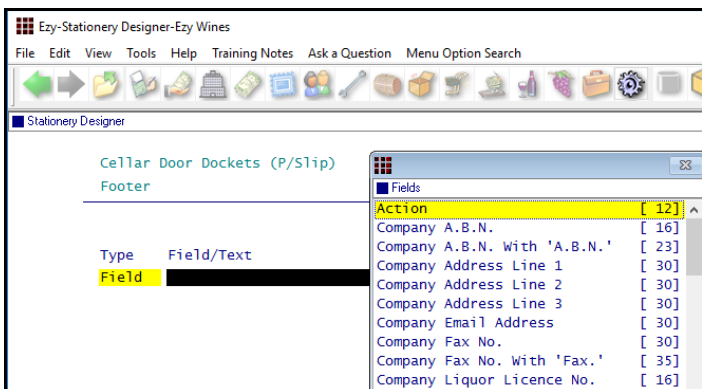 Ezy-Stationery Designer-Ezy Wines
File Edit View Tools Help Training Notes Ask a Question Menu Option Search
Stationery Designer
Cellar Door Dockets (P/Slip)
Footer
Type Field/Text
Field
Fields
Action [ 12]
Company A.B.N. [ 16]
Company A.B.N. With 'A.B.N.' [ 23]
Company Address Line 1 [ 30]
Company Address Line 2 [ 30]
Company Address Line 3 [ 30]
Company Email Address [ 30]
Company Fax No. [ 30]
Company Fax No. With 'Fax.' [ 35]
Company Liquor Licence No. [ 16]